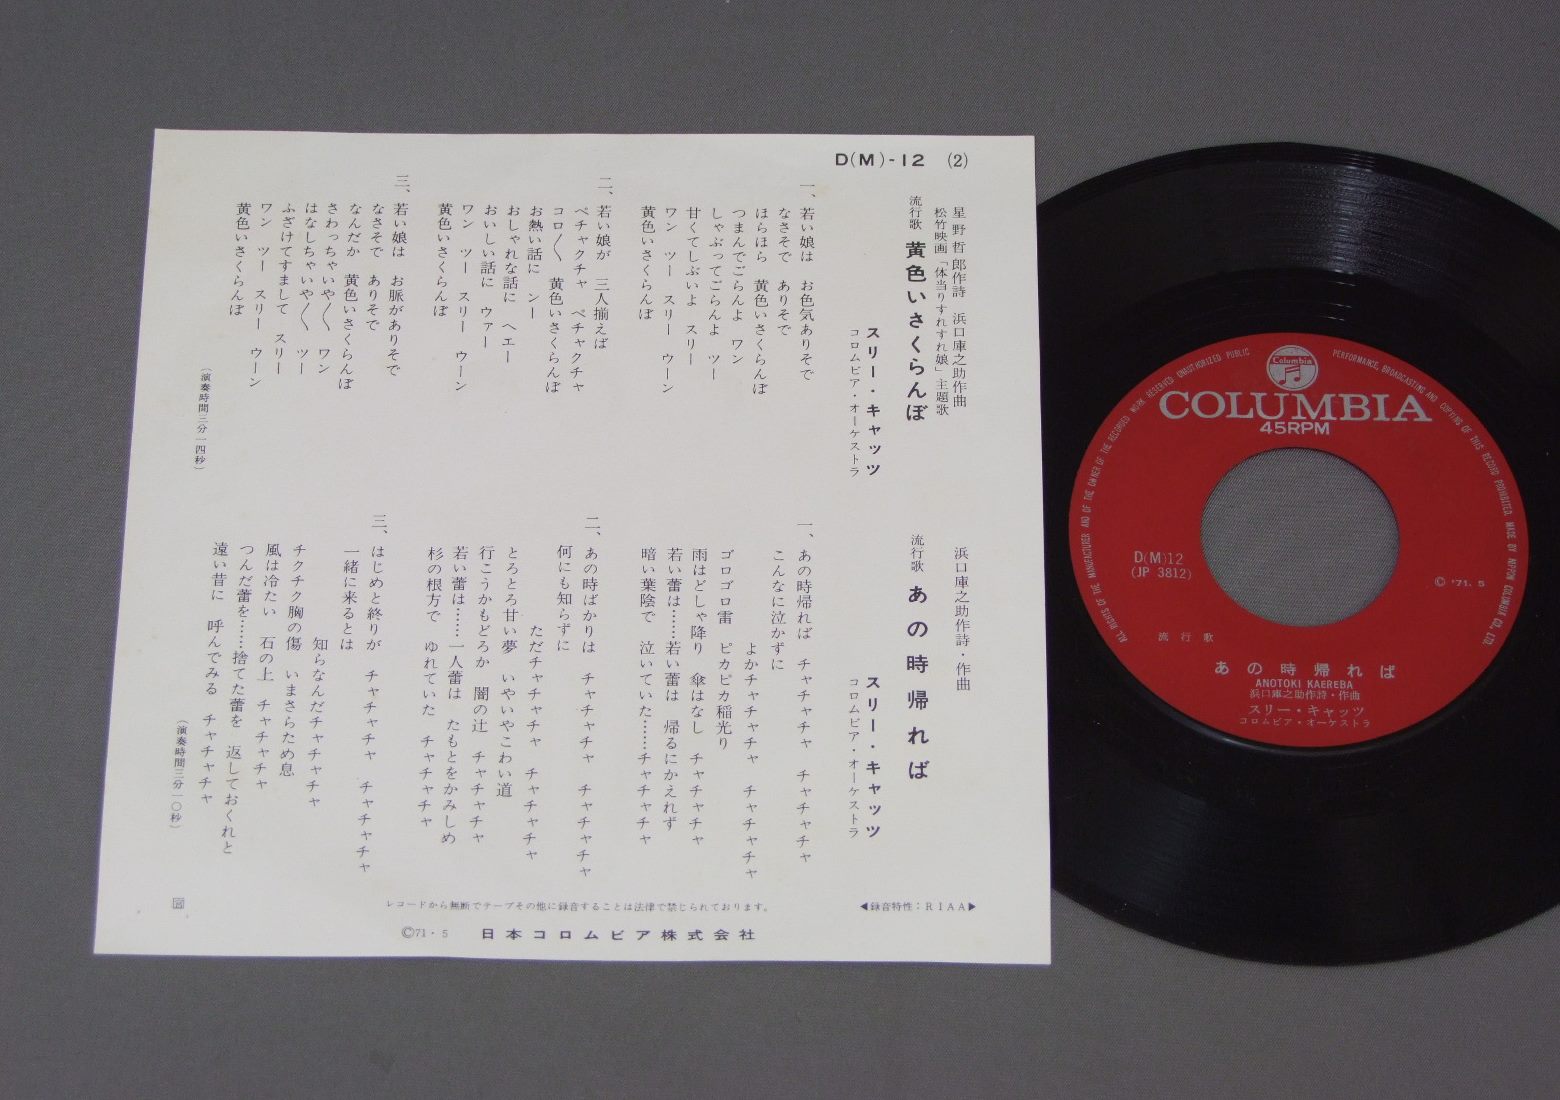 D(M)-12 (2)
星野哲郎作詩 浜口庫之助作曲
松竹映画「体当りすれすれ娘」主題歌
流行歌 黄色いさくらんぼ
スリー・キャッツ
コロムビア・オーケストラ
一、若い娘は お色気ありそで
なさそで ありそで
ほらほら 黄色いさくらんぼ
つまんでごらんよ ワン
しゃぶってごらんよ ツー
甘くてしぶいよ スリー
ワン ツー スリー ウーン
黄色いさくらんぼ
二、若い娘が 三人揃えば
ペチャクチャ ペチャクチャ
コロ〳〵 黄色いさくらんぼ
お熱い話に ンー
おしゃれな話に ヘエー
おいしい話に ウァー
ワン ツー スリー ウーン
黄色いさくらんぼ
三、若い娘は お脈がありそで
なさそで ありそで
なんだか 黄色いさくらんぼ
さわっちゃいや〳〵 ワン
はなしちゃいや〳〵 ツー
ふざけてすまして スリー
ワン ツー スリー ウーン
黄色いさくらんぼ
(演奏時間三分一四秒)
浜口庫之助作詩・作曲
流行歌 あの時帰れば
スリー・キャッツ
コロムビア・オーケストラ
一、あの時帰れば チャチャチャ チャチャチャ
こんなに泣かずに
よかチャチャチャ チャチャチャ
ゴロゴロ雷 ピカピカ稲光り
雨はどしゃ降り 傘はなし チャチャチャ
若い蕾は……若い蕾は 帰るにかえれず
暗い葉陰で 泣いていた……チャチャチャ
二、あの時ばかりは チャチャチャ チャチャチャ
何にも知らずに
ただチャチャチャ チャチャチャ
とろとろ甘い夢 いやいやこわい道
行こうかもどろか 闇の辻 チャチャチャ
若い蕾は……一人蕾は たもとをかみしめ
杉の根方で ゆれていた チャチャチャ
三、はじめと終りが チャチャチャ チャチャチャ
一緒に来るとは
知らなんだチャチャチャ
チクチク胸の傷 いまさらため息
風は冷たい 石の上 チャチャチャ
つんだ蕾を……捨てた蕾を 返しておくれと
遠い昔に 呼んでみる チャチャチャ
(演奏時間三分一〇秒)
◀録音特性:RIAA▶
レコードから無断でテープその他に録音することは法律で禁じられております。
©71・5 日本コロムビア株式会社
ALL RIGHTS OF THE MANUFACTURER AND OF THE OWNER OF THE RECORDED WORK RESERVED UNAUTHORIZED PUBLIC PERFORMANCE, BROADCASTING AND COPYING OF THIS RECORD PROHIBITED. MADE BY NIPPON COLUMBIA CO., LTD.
Columbia
COLUMBIA
45RPM
D(M)12
(JP 3812)
© '71. 5
流行歌
あの時帰れば
ANOTOKI KAEREBA
浜口庫之助作詩・作曲
スリー・キャッツ
コロムビア・オーケストラ